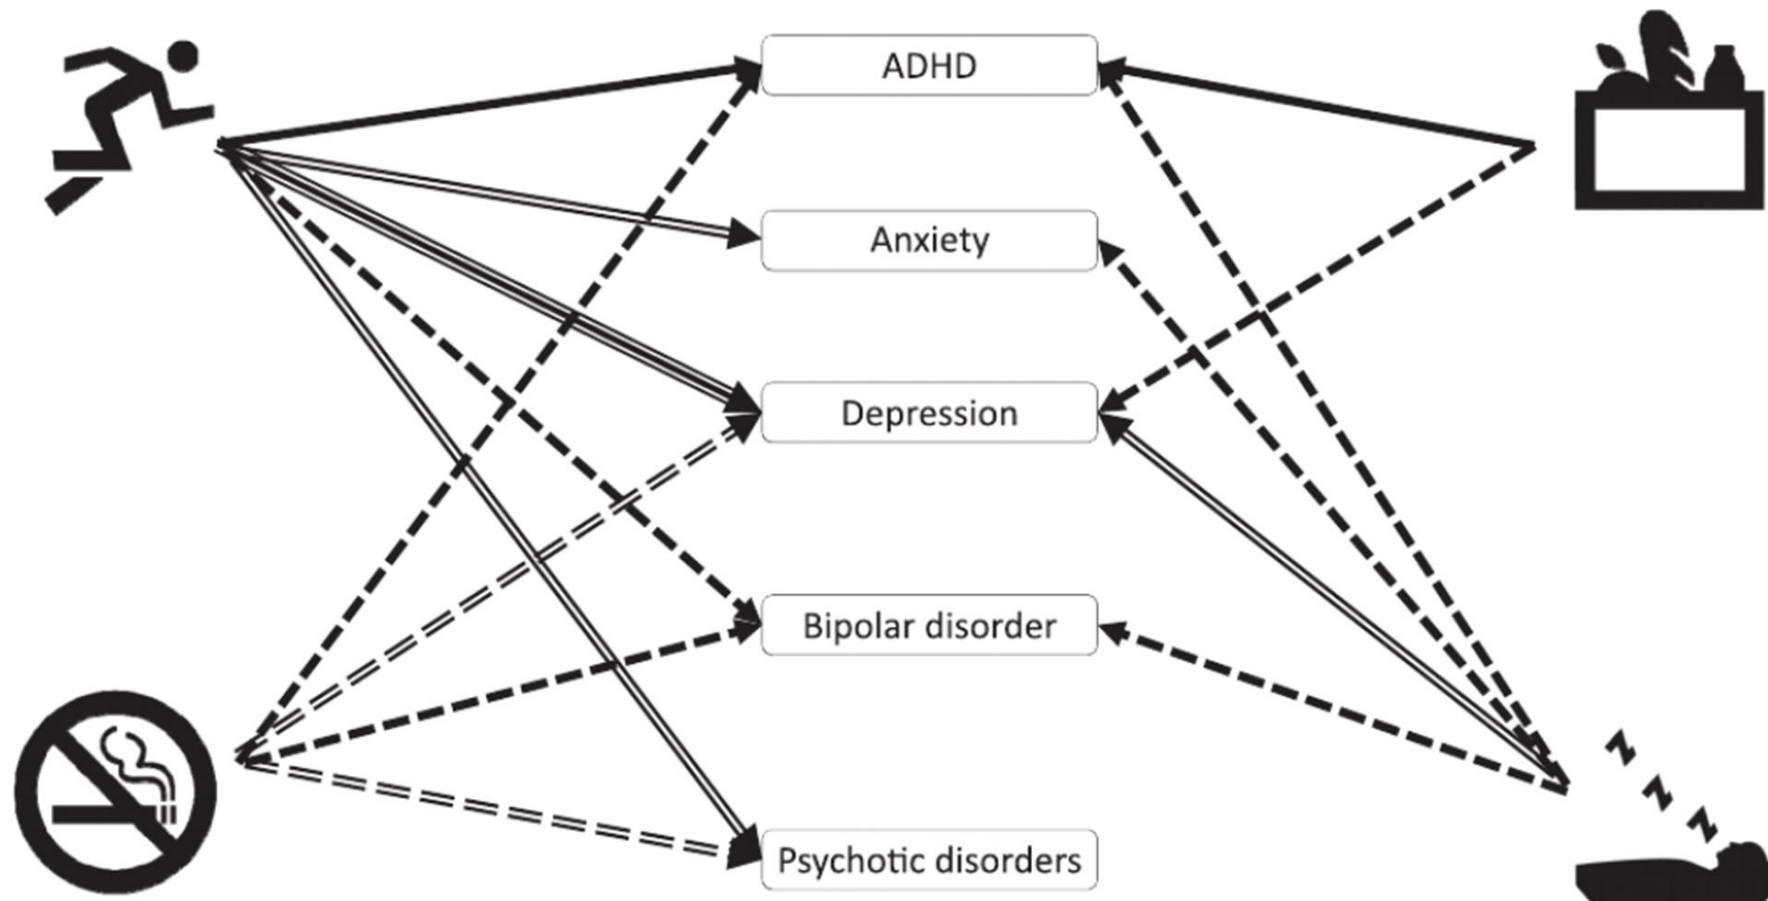 ADHD
Anxiety
Depression
Bipolar disorder
Psychotic disorders
z
z
z